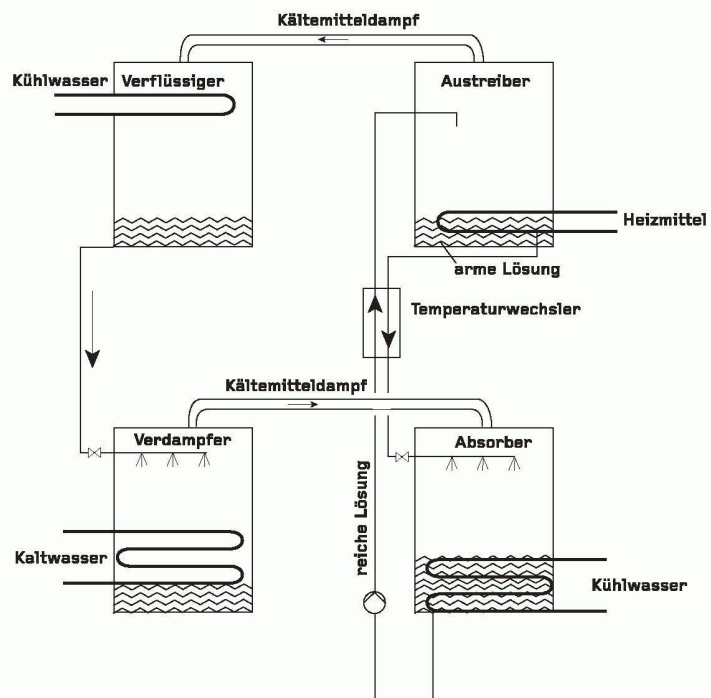 Kältemitteldampf
Kühlwasser
Verflüssiger
Austreiber
Heizmittel
arme Lösung
Temperaturwechsler
Kältemitteldampf
Verdampfer
Absorber
reiche Lösung
Kaltwasser
Kühlwasser